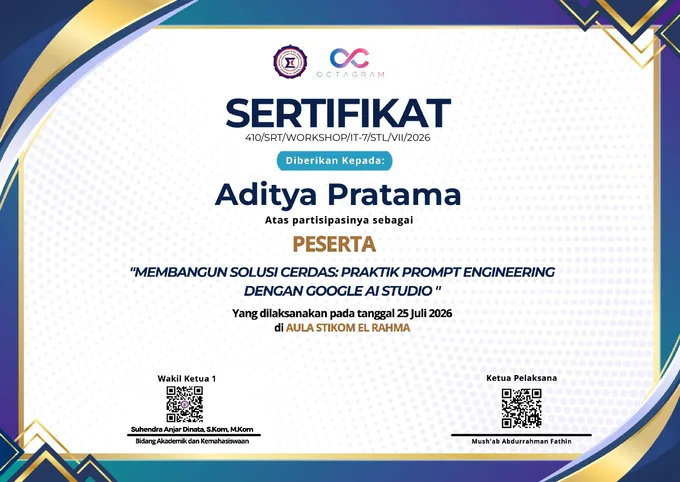 OCTAGRAM
SERTIFIKAT
410/SRT/WORKSHOP/IT-7/STL/VII/2026
Diberikan Kepada:
Aditya Pratama
Atas partisipasinya sebagai
PESERTA
"MEMBANGUN SOLUSI CERDAS: PRAKTIK PROMPT ENGINEERING
DENGAN GOOGLE AI STUDIO "
Yang dilaksanakan pada tanggal 25 Juli 2026
di AULA STIKOM EL RAHMA
Wakil Ketua 1
Suhendra Anjar Dinata, S.Kom, M.Kom
Bidang Akademik dan Kemahasiswaan
Ketua Pelaksana
Mush'ab Abdurrahman Fathin